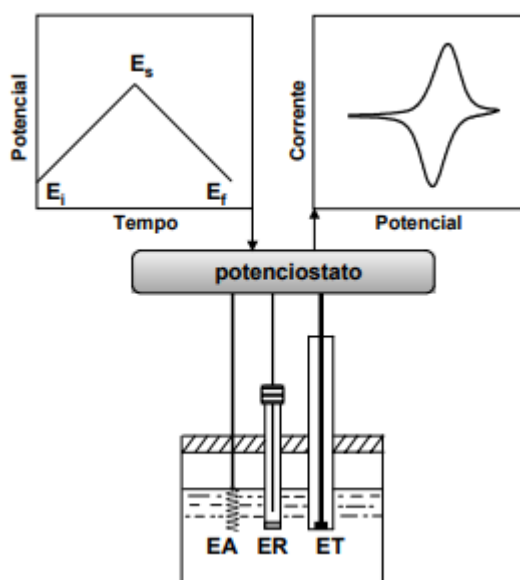 Potencial
E_s
E_i
E_f
Tempo
Corrente
Potencial
potenciostato
EA ER ET